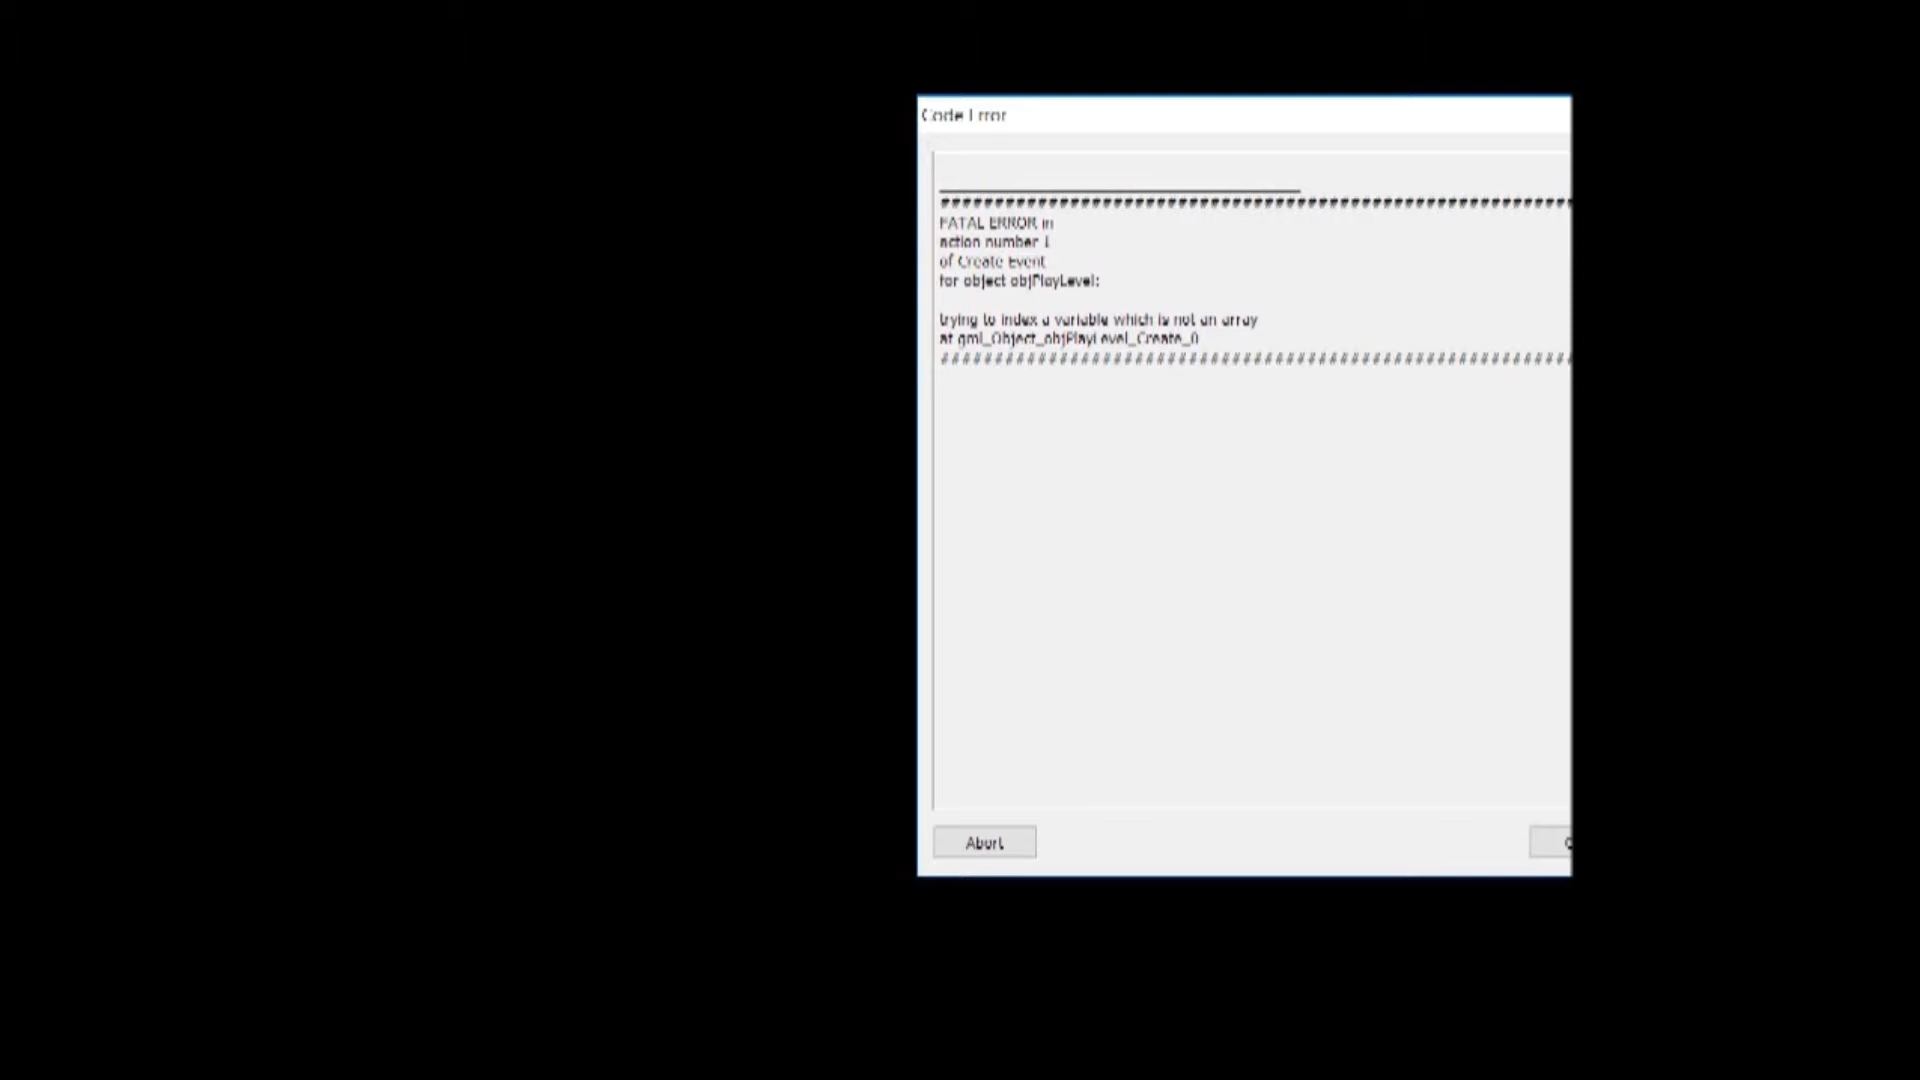 Code Error
FATAL ERROR in
action number 1
of Create Event
for object objPlayLevel:
trying to index a variable which is not an array
at gml_Object_objPlayLevel_Create_0
Abort